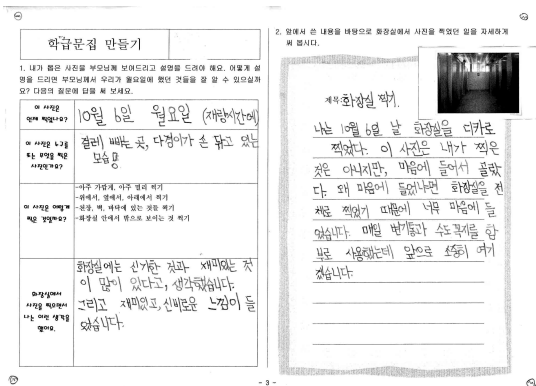 학급문집 만들기
1. 내가 뽑은 사진을 부모님께 보여드리고 설명을 드려야 해요. 어떻게 설
명을 드리면 부모님께서 우리가 월요일에 했던 것들을 잘 알 수 있으실까
요? 다음의 질문에 답을 써 보세요.
이 사진은
언제 찍었나요?
10월 6일 월요일 (재량시간에)
이 사진은 누구를
또는 무엇을 찍은
사진인가요?
걸레 빠는 곳, 다경이가 손 닦고 있는
모습 등
이 사진은 어떻게
찍은 것일까요?
-아주 가깝게, 아주 멀리 찍기
-위에서, 옆에서, 아래에서 찍기
-천장, 벽, 바닥에 있는 것들 찍기
-화장실 안에서 밖으로 보이는 것 찍기
화장실에서
사진을 찍으면서
나는 이런 생각을
했어요.
화장실에는 신기한 것과 재미있는 것
이 많이 있다고, 생각했습니다.
그리고 재미있고, 신비로운 느낌이 들
었습니다.
2. 앞에서 쓴 내용을 바탕으로 화장실에서 사진을 찍었던 일을 자세하게
써 봅시다.
제목: 화장실 찍기.
나는 10월 6일 날 화장실을 디카로
찍었다. 이 사진은 내가 찍은
것은 아니지만, 마음에 들어서 골랐
다. 왜 마음에 들었냐면 화장실을 전
체로 찍었기 때문에 너무 마음에 들
었습니다. 매일 변기통과 수도꼭지를 함
부로 사용했는데 앞으로 소중히 여기
겠습니다.
- 3 -